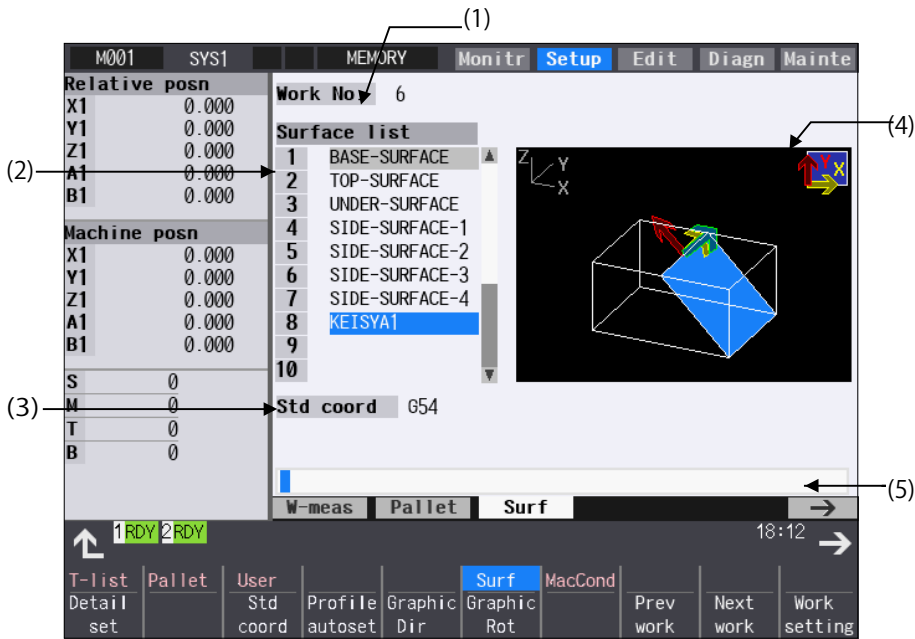 (1)
M001 SYS1 MEMORY Monitr Setup Edit Diagn Mainte
Relative posn
X1 0.000
Y1 0.000
Z1 0.000
A1 0.000
B1 0.000
Machine posn
X1 0.000
Y1 0.000
Z1 0.000
A1 0.000
B1 0.000
S 0
M 0
T 0
B 0
(2)
(3)
Work No. 6
Surface list
1 BASE-SURFACE
2 TOP-SURFACE
3 UNDER-SURFACE
4 SIDE-SURFACE-1
5 SIDE-SURFACE-2
6 SIDE-SURFACE-3
7 SIDE-SURFACE-4
8 KEISYA1
9
10
Std coord G54
Z Y
X
Y X
(4)
(5)
W-meas Pallet Surf
1 RDY 2 RDY 18:12
T-list Pallet User Surf MacCond
Detail Std Profile Graphic Graphic Prev Next Work
set coord autoset Dir Rot work work setting